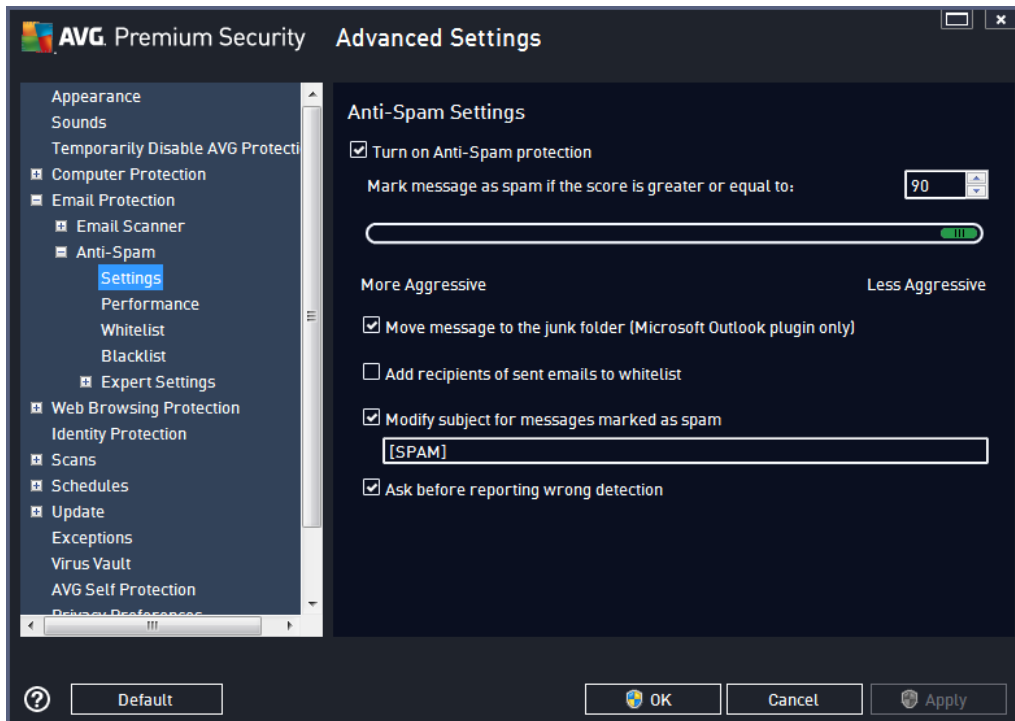 AVG. Premium Security Advanced Settings
Appearance
Sounds
Temporarily Disable AVG Protecti
Computer Protection
Email Protection
Email Scanner
Anti-Spam
Settings
Performance
Whitelist
Blacklist
Expert Settings
Web Browsing Protection
Identity Protection
Scans
Schedules
Update
Exceptions
Virus Vault
AVG Self Protection
Privacy Preferences
Anti-Spam Settings
Turn on Anti-Spam protection
Mark message as spam if the score is greater or equal to: 90
More Aggressive Less Aggressive
Move message to the junk folder (Microsoft Outlook plugin only)
Add recipients of sent emails to whitelist
Modify subject for messages marked as spam
[SPAM]
Ask before reporting wrong detection
? Default OK Cancel Apply